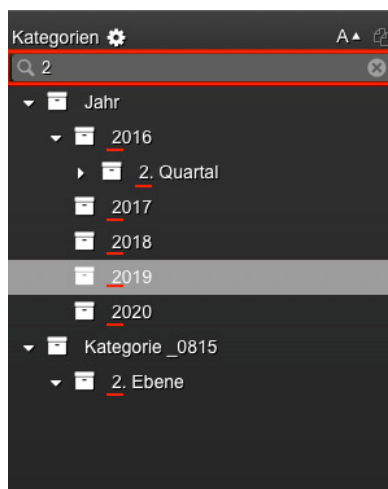 Kategorien A
2
Jahr
2016
2. Quartal
2017
2018
2019
2020
Kategorie _0815
2. Ebene